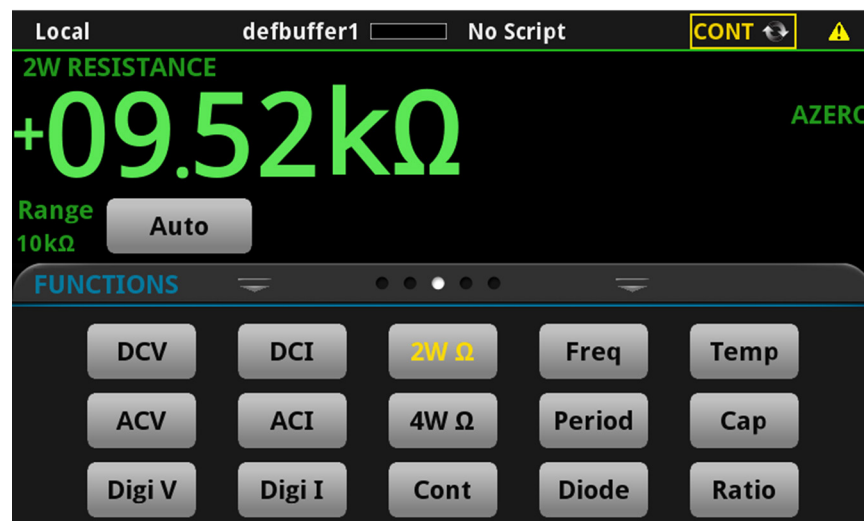 Local defbuffer1 No Script CONT
2W RESISTANCE
+09.52kΩ
AZERO
Range
10kΩ
Auto
FUNCTIONS
DCV DCI 2W Ω Freq Temp
ACV ACI 4W Ω Period Cap
Digi V Digi I Cont Diode Ratio